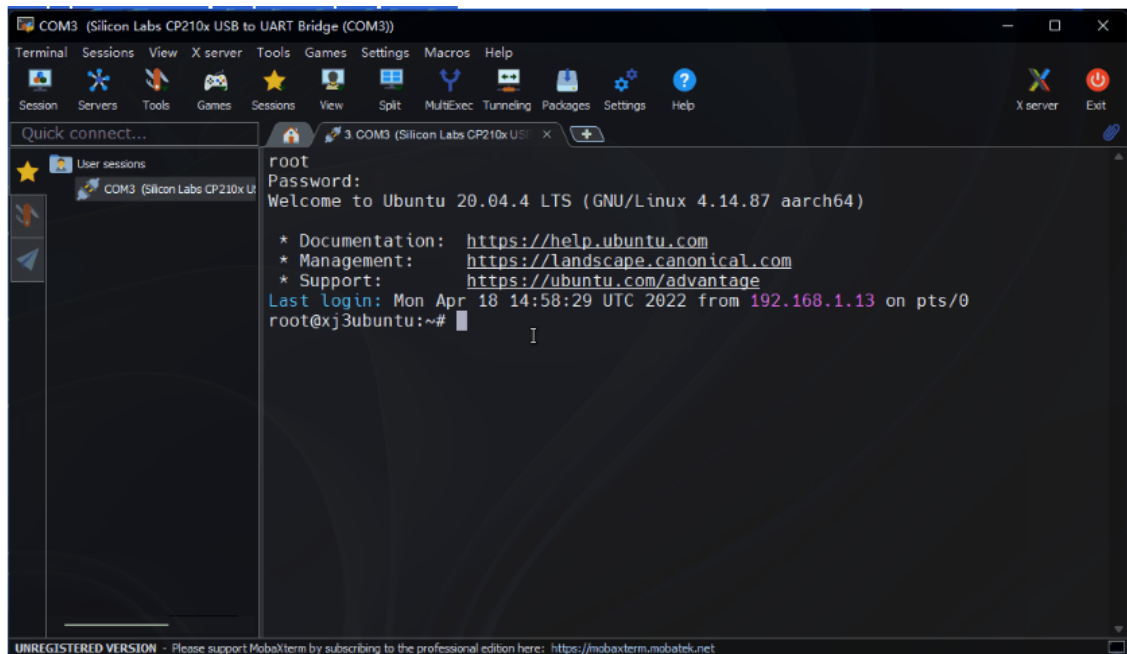 COM3 (Silicon Labs CP210x USB to UART Bridge (COM3))
Terminal Sessions View X server Tools Games Settings Macros Help
Session Servers Tools Games Sessions View Split MultiExec Tunneling Packages Settings Help X server Exit
Quick connect...
3. COM3 (Silicon Labs CP210x USB
User sessions
COM3 (Silicon Labs CP210x U
root
Password:
Welcome to Ubuntu 20.04.4 LTS (GNU/Linux 4.14.87 aarch64)
* Documentation: https://help.ubuntu.com
* Management: https://landscape.canonical.com
* Support: https://ubuntu.com/advantage
Last login: Mon Apr 18 14:58:29 UTC 2022 from 192.168.1.13 on pts/0
root@xj3ubuntu:~#
UNREGISTERED VERSION - Please support MobaXterm by subscribing to the professional edition here: https://mobaxterm.mobatek.net